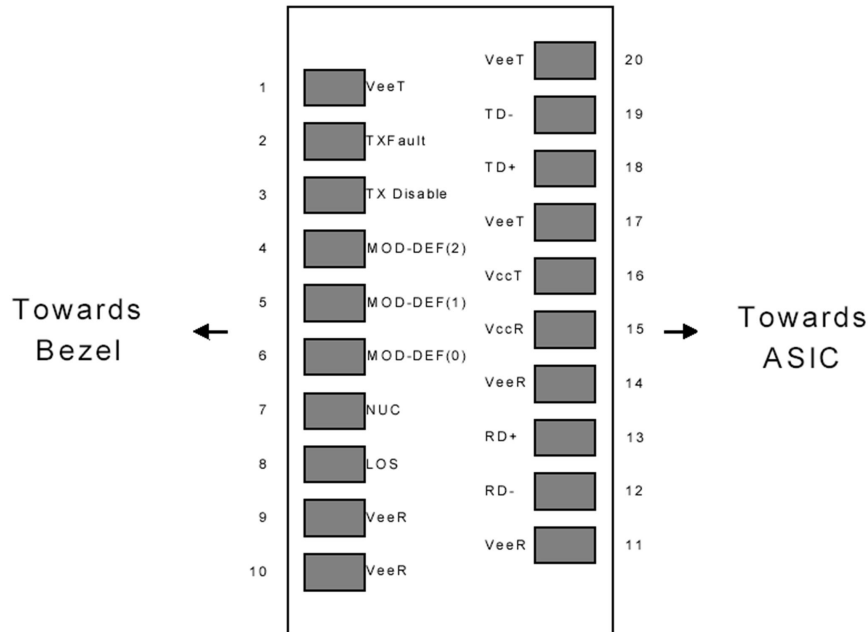 1 VeeT
2 TXFault
3 TX Disable
4 MOD-DEF(2)
5 MOD-DEF(1)
6 MOD-DEF(0)
7 NUC
8 LOS
9 VeeR
10 VeeR
VeeT 20
TD- 19
TD+ 18
VeeT 17
VccT 16
VccR 15
VeeR 14
RD+ 13
RD- 12
VeeR 11
Towards
Bezel
Towards
ASIC